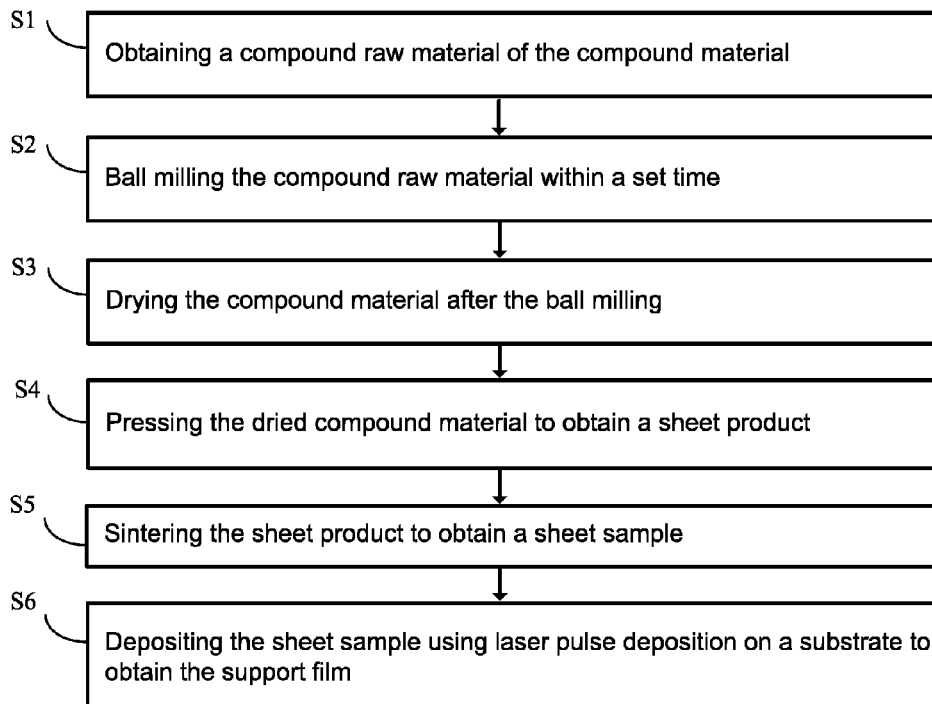 S1
Obtaining a compound raw material of the compound material
S2
Ball milling the compound raw material within a set time
S3
Drying the compound material after the ball milling
S4
Pressing the dried compound material to obtain a sheet product
S5
Sintering the sheet product to obtain a sheet sample
S6
Depositing the sheet sample using laser pulse deposition on a substrate to
obtain the support film